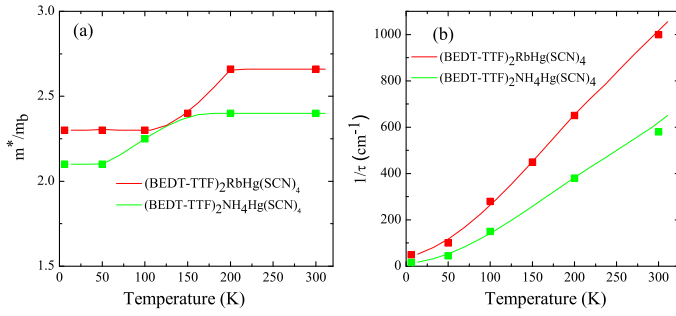 (a)
3.0
2.5
2.0
1.5
m*/mb
(BEDT-TTF)2RbHg(SCN)4
(BEDT-TTF)2NH4Hg(SCN)4
0 50 100 150 200 250 300
Temperature (K)
(b)
1000
800
600
400
200
0
1/τ (cm-1)
(BEDT-TTF)2RbHg(SCN)4
(BEDT-TTF)2NH4Hg(SCN)4
0 50 100 150 200 250 300
Temperature (K)